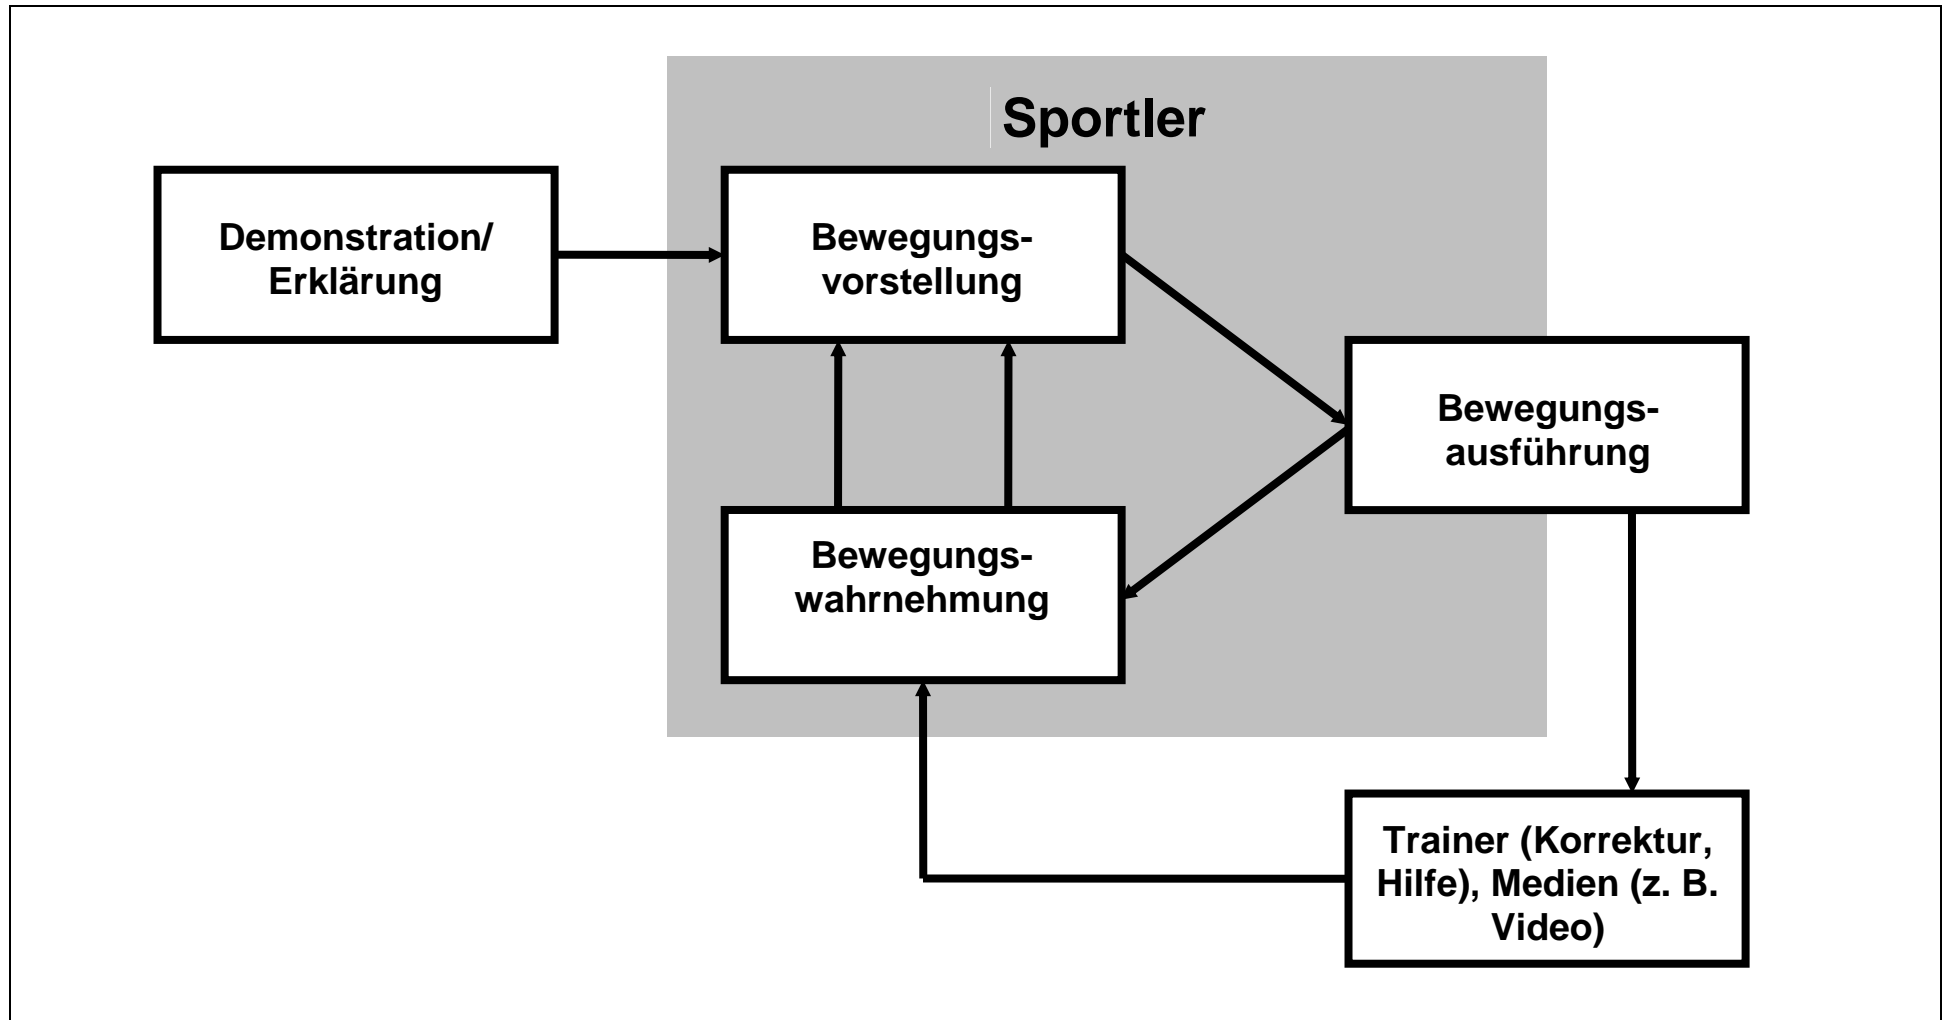 Sportler
Demonstration/
Erklärung
Bewegungs-
vorstellung
Bewegungs-
ausführung
Bewegungs-
wahrnehmung
Trainer (Korrektur,
Hilfe), Medien (z. B.
Video)